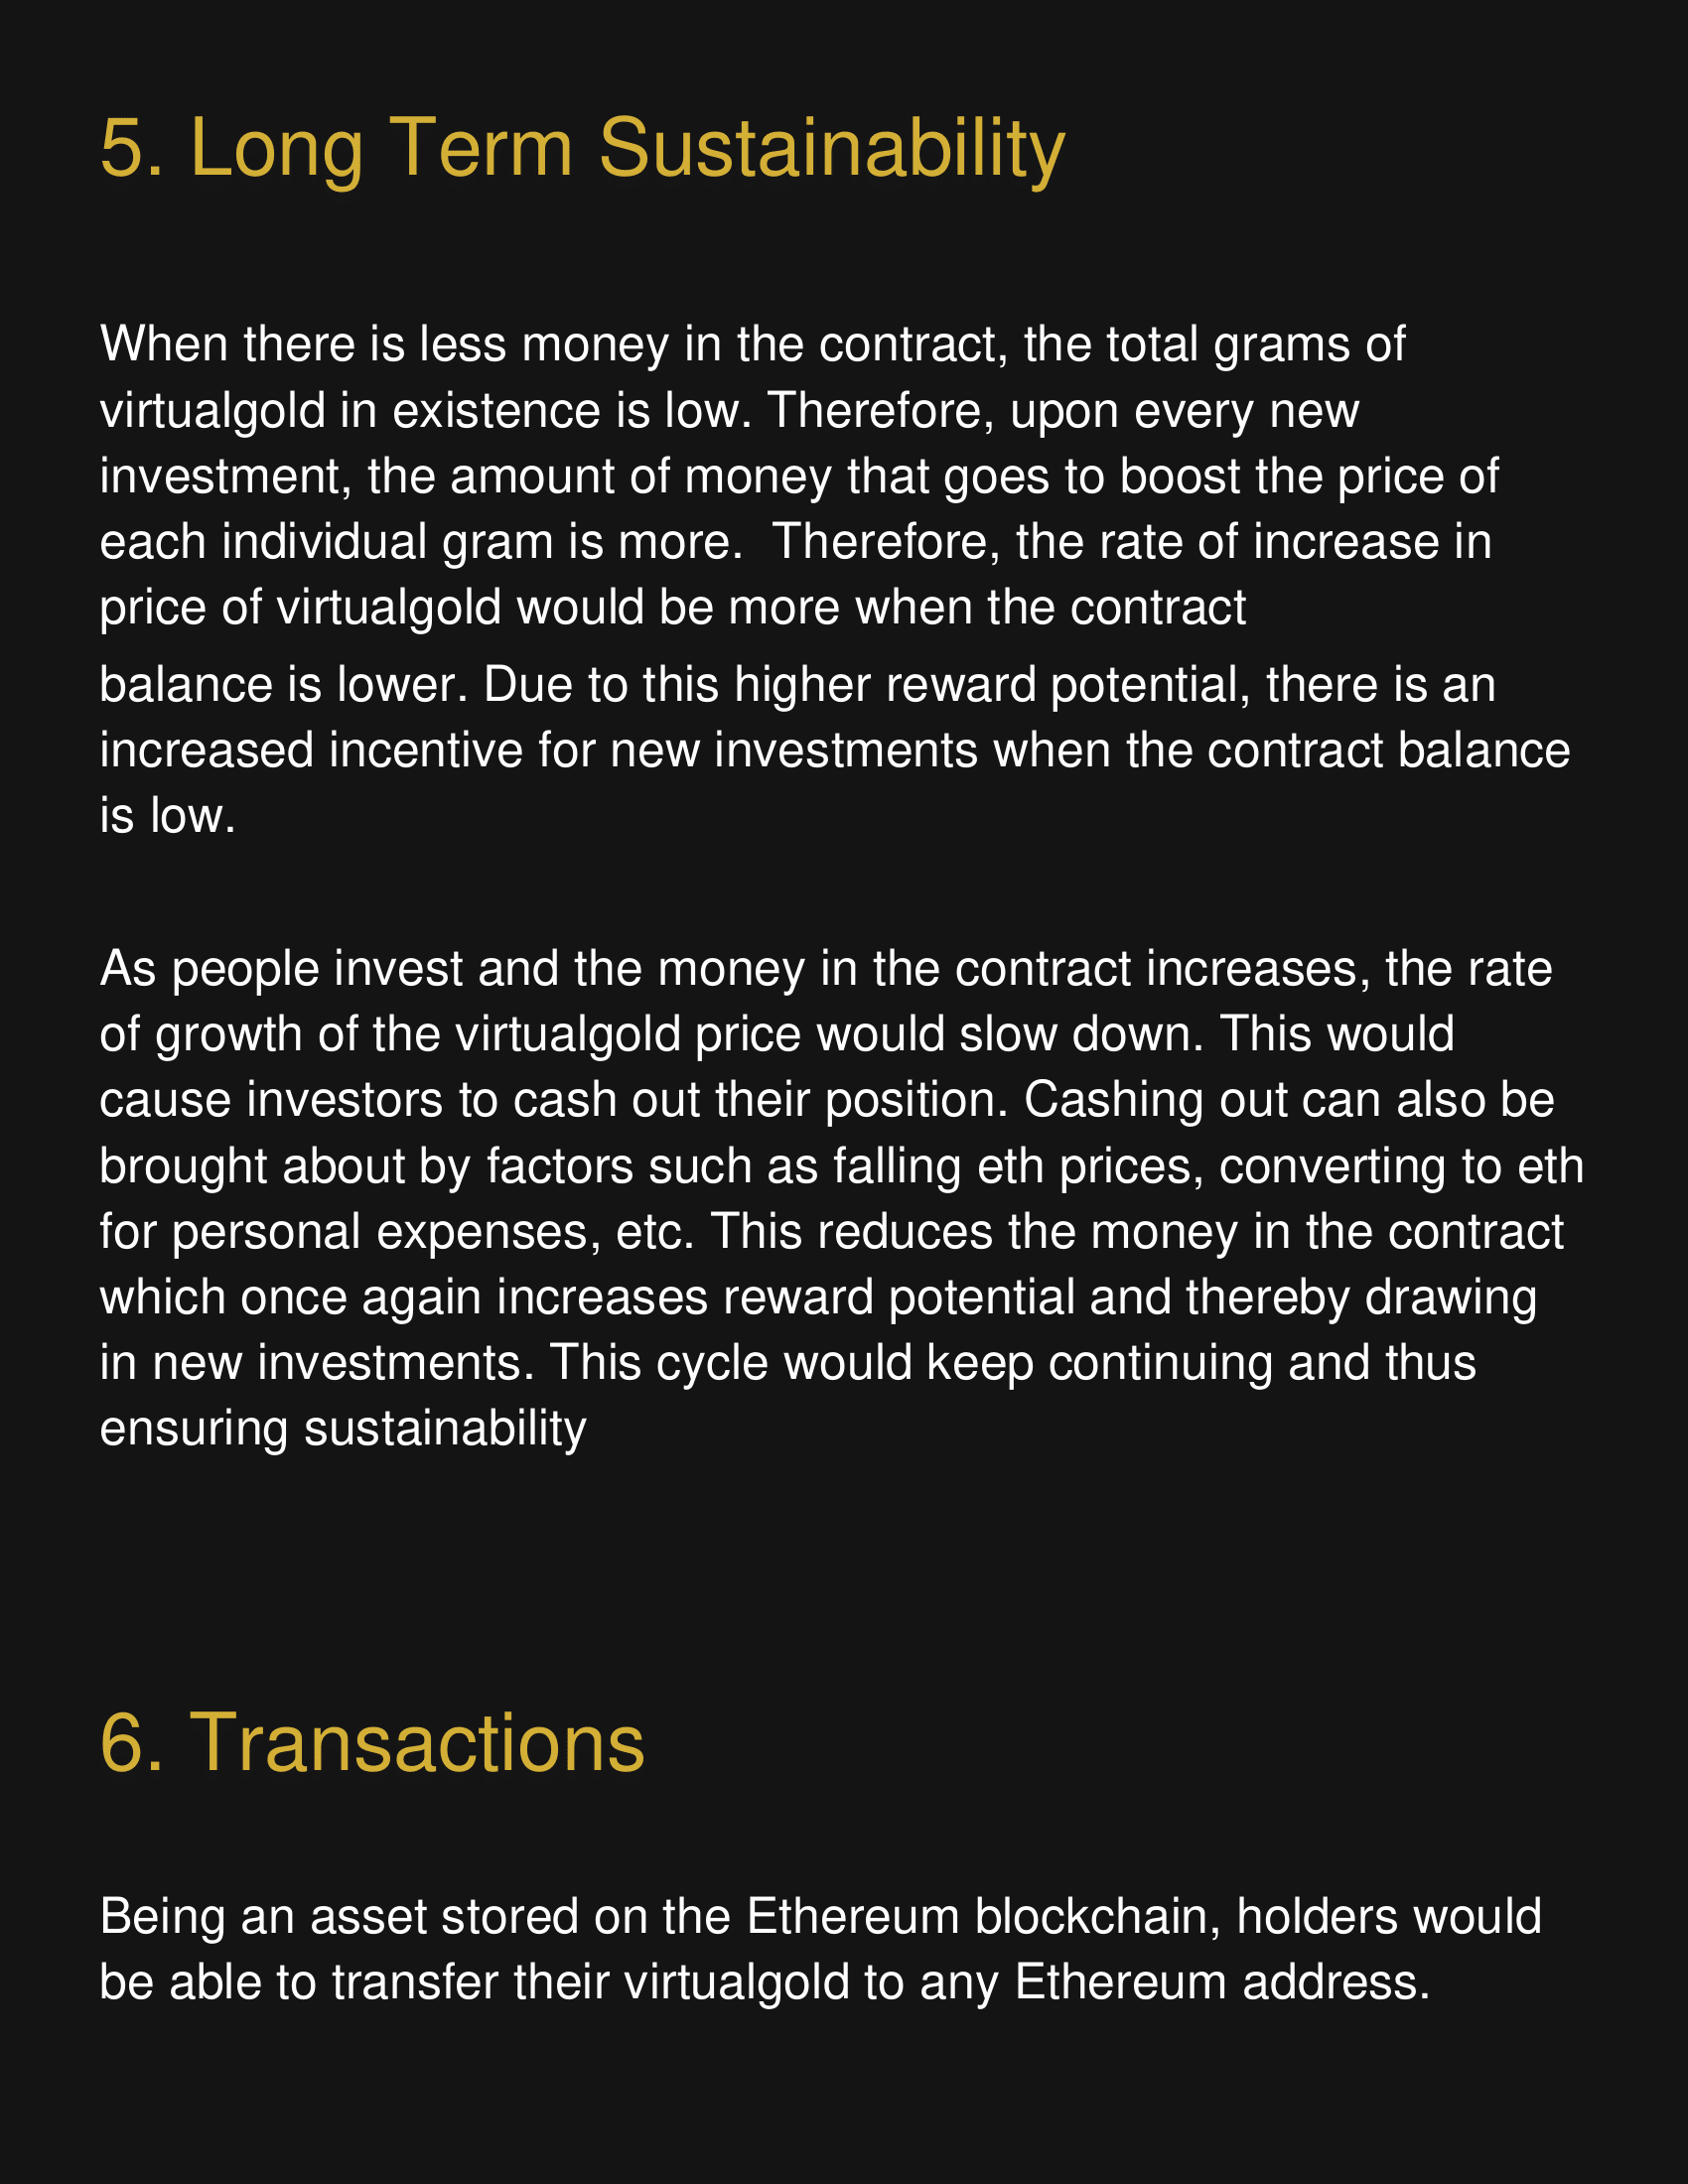 5. Long Term Sustainability
When there is less money in the contract, the total grams of
virtualgold in existence is low. Therefore, upon every new
investment, the amount of money that goes to boost the price of
each individual gram is more.  Therefore, the rate of increase in
price of virtualgold would be more when the contract
balance is lower. Due to this higher reward potential, there is an
increased incentive for new investments when the contract balance
is low.
As people invest and the money in the contract increases, the rate
of growth of the virtualgold price would slow down. This would
cause investors to cash out their position. Cashing out can also be
brought about by factors such as falling eth prices, converting to eth
for personal expenses, etc. This reduces the money in the contract
which once again increases reward potential and thereby drawing
in new investments. This cycle would keep continuing and thus
ensuring sustainability
6. Transactions
Being an asset stored on the Ethereum blockchain, holders would
be able to transfer their virtualgold to any Ethereum address.